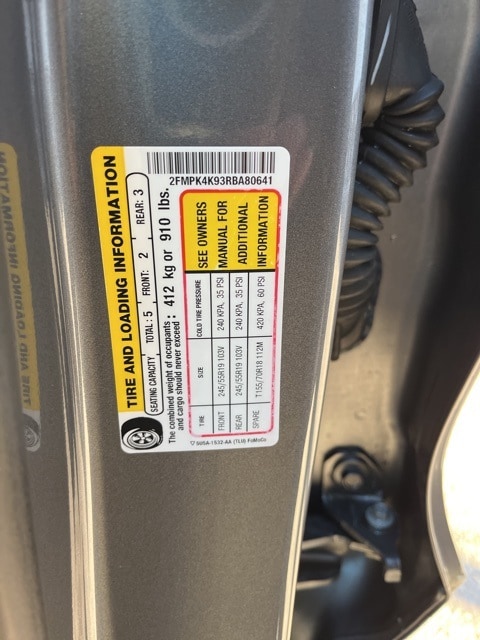 TIRE AND LOADING INFORMATION
SEATING CAPACITY TOTAL: 5 FRONT: 2 REAR: 3
The combined weight of occupants and cargo should never exceed: 412 kg or 910 lbs.
TIRE SIZE COLD TIRE PRESSURE
FRONT 245/55R19 103V 240 KPA, 35 PSI
REAR 245/55R19 103V 240 KPA, 35 PSI
SPARE T155/70R18 112M 420 KPA, 60 PSI
SEE OWNERS
MANUAL FOR
ADDITIONAL
INFORMATION
2FMPK4K93RBA80641